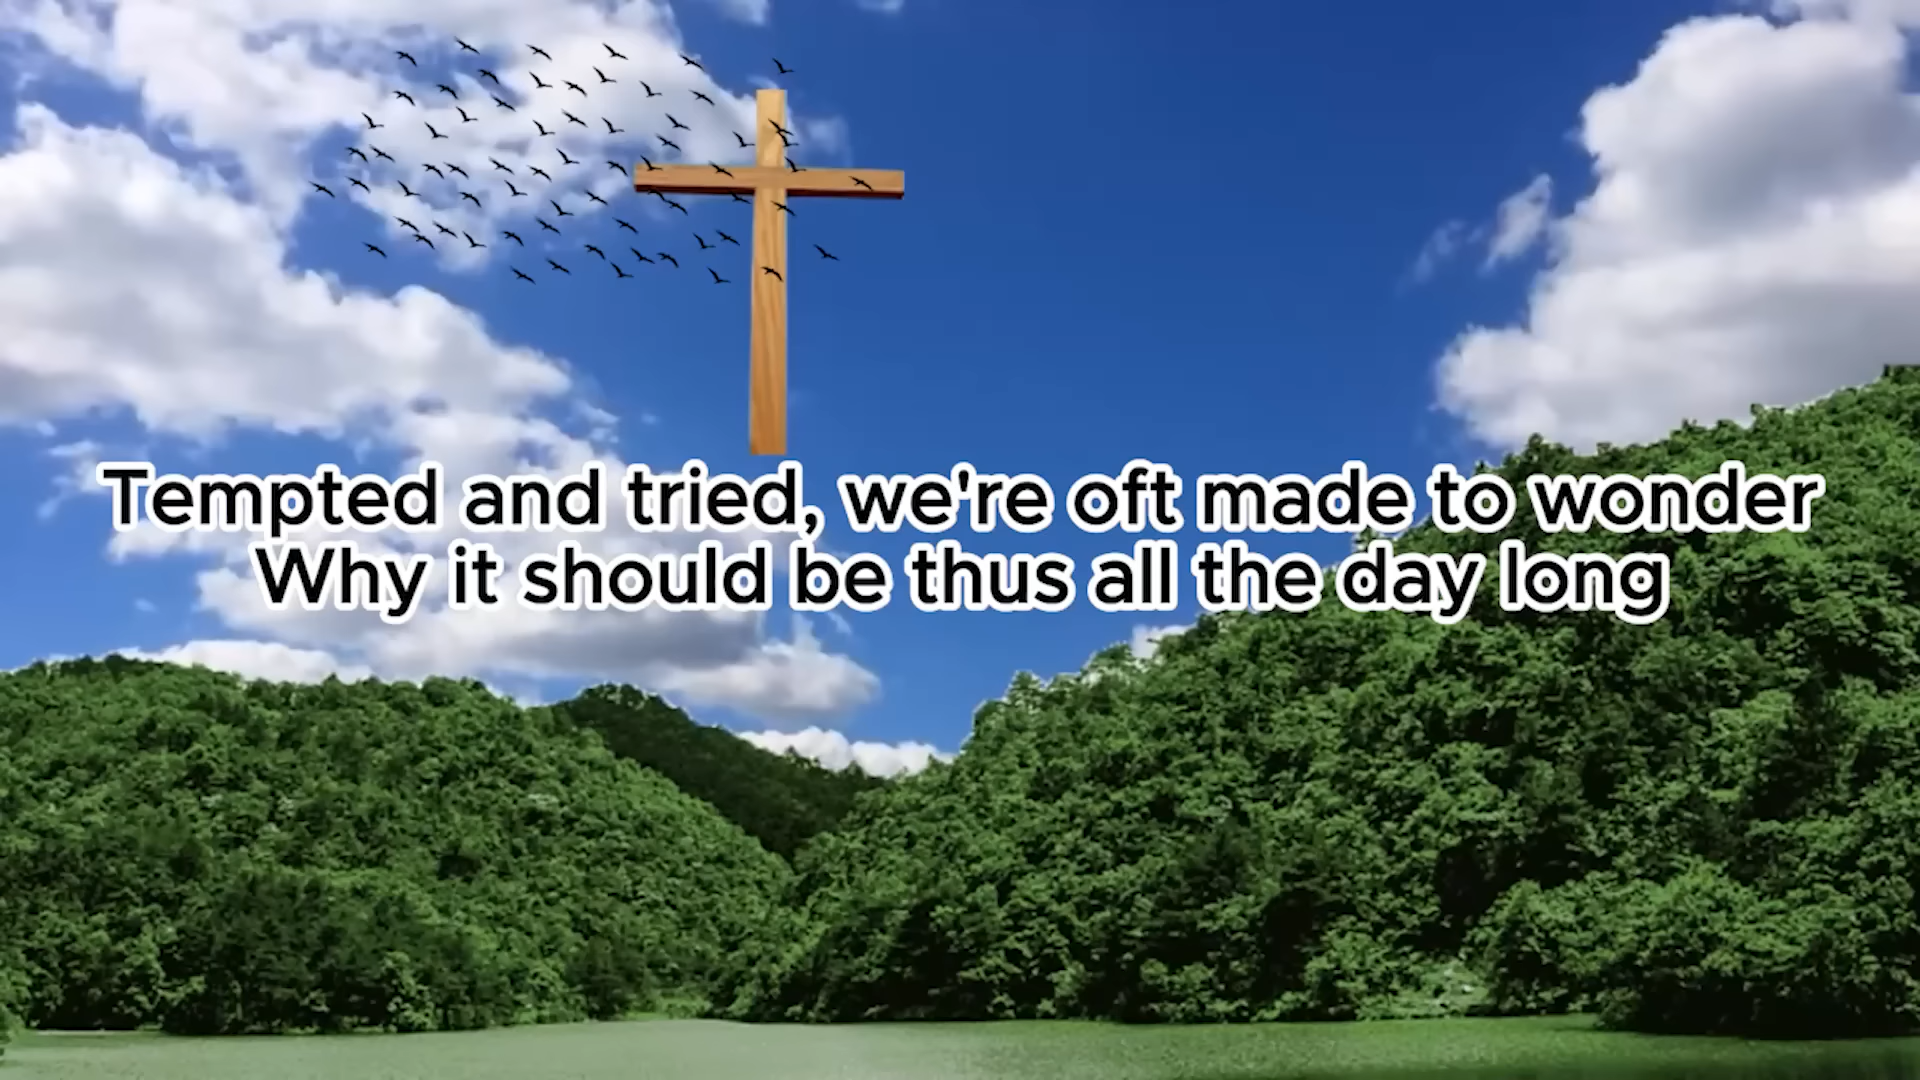 Tempted and tried, we're oft made to wonder
Why it should be thus all the day long